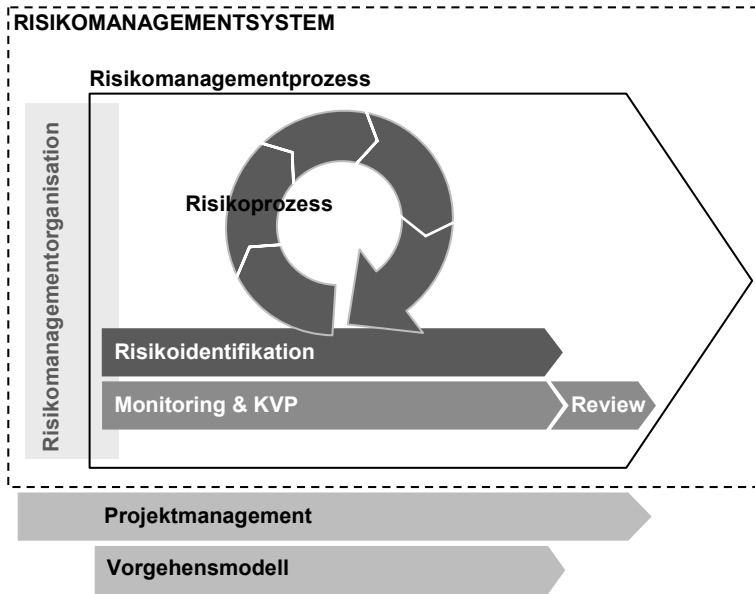 RISIKOMANAGEMENTSYSTEM
Risikomanagementprozess
Risikomanagementorganisation
Risikoprozess
Risikoidentifikation
Monitoring & KVP
Review
Projektmanagement
Vorgehensmodell